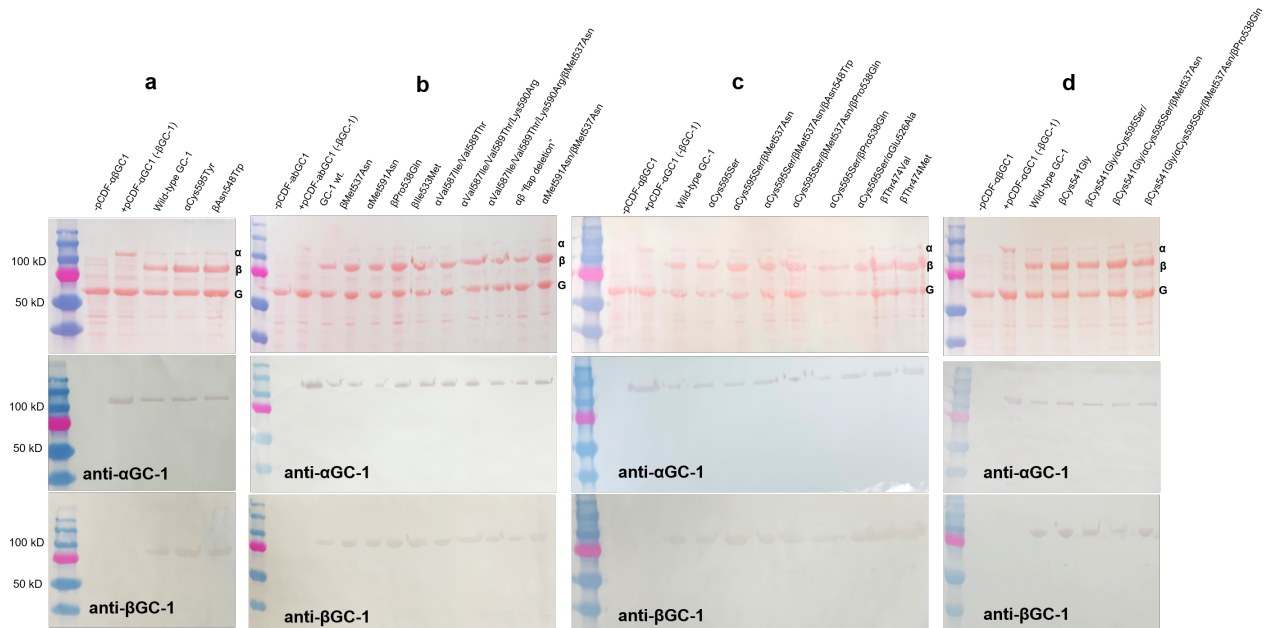 a
b
c
d
-pCDF-αβGC1
+pCDF-αGC1 (-βGC-1)
Wild-type GC-1
αCys595Tyr
βAsn548Trp
-pCDF-abGC1
+pCDF-abGC1 (-βGC-1)
GC-1 wt.
βMet537Asn
αMet591Asn
βPro538Gln
βIle533Met
αVal587Ile/Val589Thr
αVal587Ile/Val589Thr/Lys590Arg
αVal587Ile/Val589Thr/Lys590Arg/βMet537Asn
αβ "flap deletion"
αMet591Asn/βMet537Asn
-pCDF-αβGC1
+pCDF-αGC1 (-βGC-1)
Wild-type GC-1
αCys595Ser
αCys595Ser/βMet537Asn
αCys595Ser/βMet537Asn/βAsn548Trp
αCys595Ser/βMet537Asn/βPro538Gln
αCys595Ser/βPro538Gln
αCys595Ser/αGlu526Ala
βThr474Val
βThr474Met
-pCDF-αβGC1
+pCDF-αGC1 (-βGC-1)
Wild-type GC-1
βCys541Gly
βCys541Gly/αCys595Ser/
βCys541Gly/αCys595Ser/βMet537Asn
βCys541Gly/αCys595Ser/βMet537Asn/βPro538Gln
100 kD
50 kD
α
β
G
α
β
G
α
β
G
α
β
G
100 kD
50 kD
anti-αGC-1
anti-αGC-1
anti-αGC-1
anti-αGC-1
100 kD
50 kD
anti-βGC-1
anti-βGC-1
anti-βGC-1
anti-βGC-1